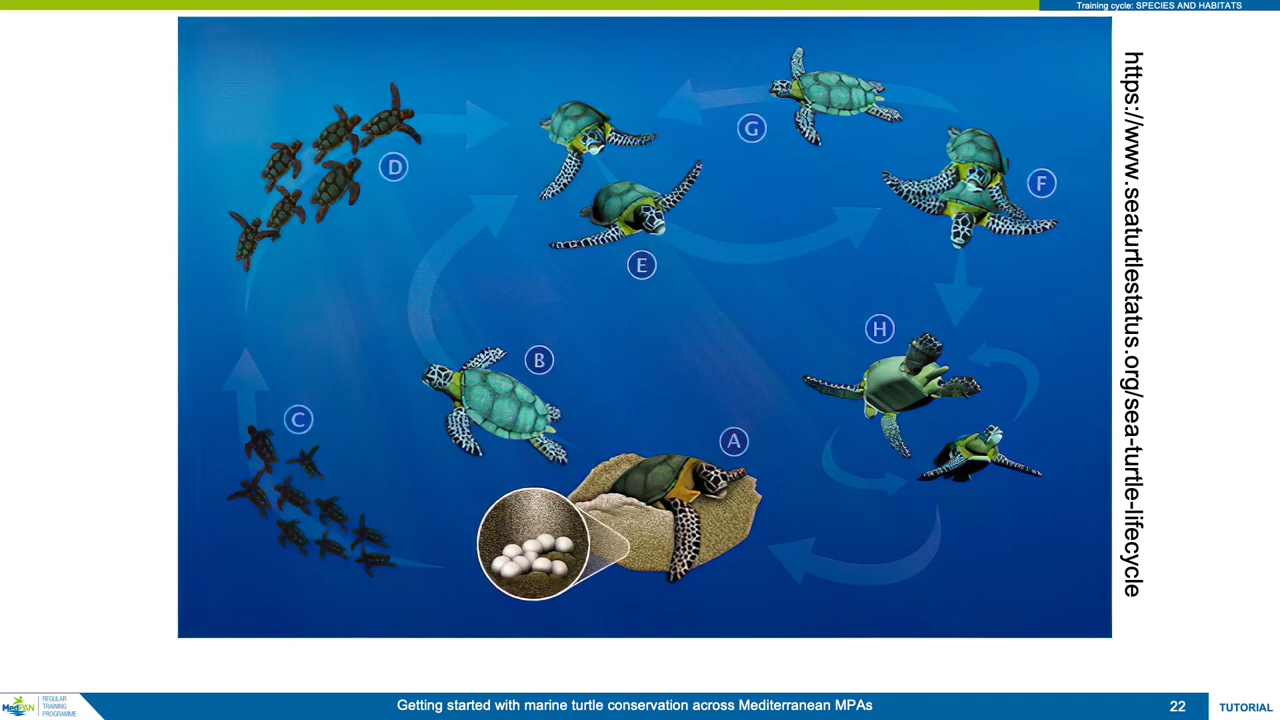 Training cycle: SPECIES AND HABITATS
https://www.seaturtlestatus.org/sea-turtle-lifecycle
G
D
F
E
H
B
C
A
MedPAN
REGULAR
TRAINING
PROGRAMME
Getting started with marine turtle conservation across Mediterranean MPAs
22
TUTORIAL